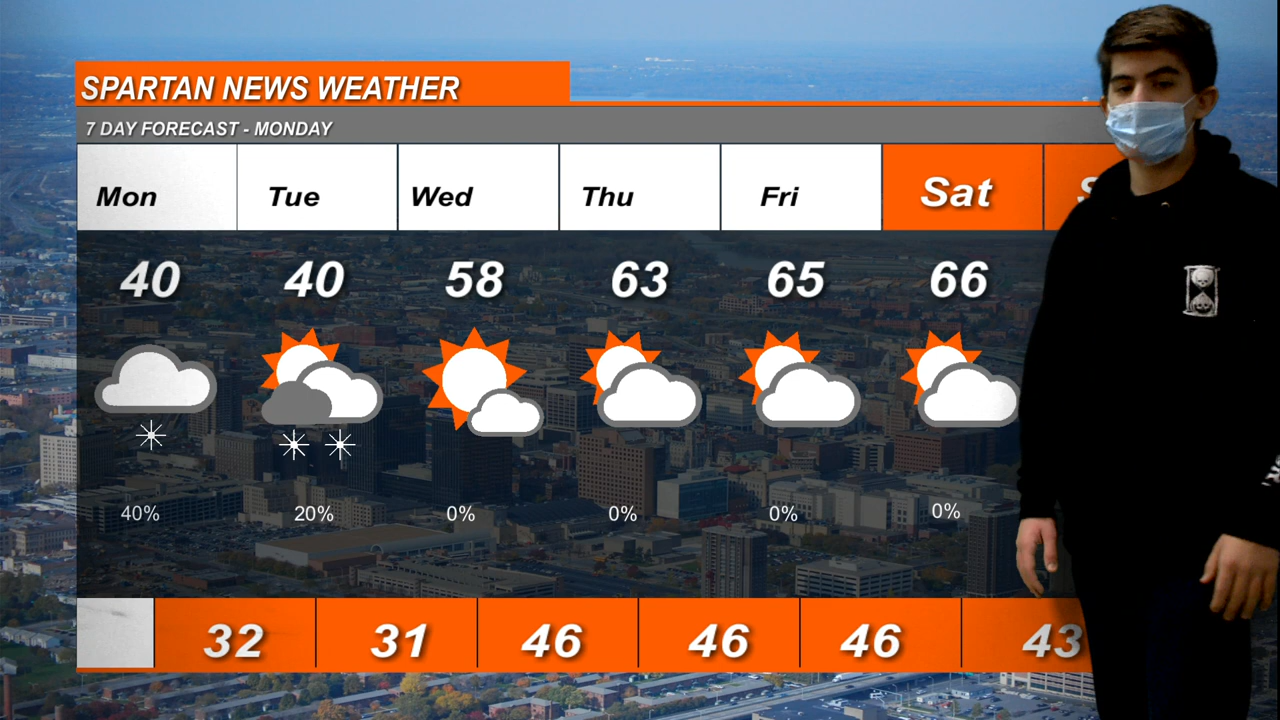 SPARTAN NEWS WEATHER
7 DAY FORECAST - MONDAY
Mon Tue Wed Thu Fri Sat
40 40 58 63 65 66
40% 20% 0% 0% 0% 0%
32 31 46 46 46 43